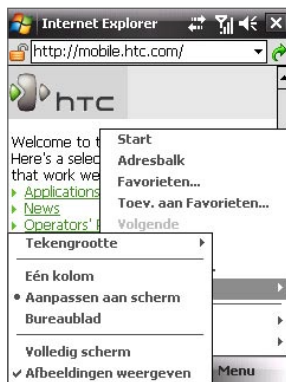 Internet Explorer
http://mobile.htc.com/
hTC
Welcome to t
Here's a selec
that work we
Applications
News
Operators'
Start
Adresbalk
Favorieten...
Toev. aan Favorieten...
Volgende
Tekengrootte
Eén kolom
Aanpassen aan scherm
Bureaublad
Volledig scherm
Afbeeldingen weergeven
Menu